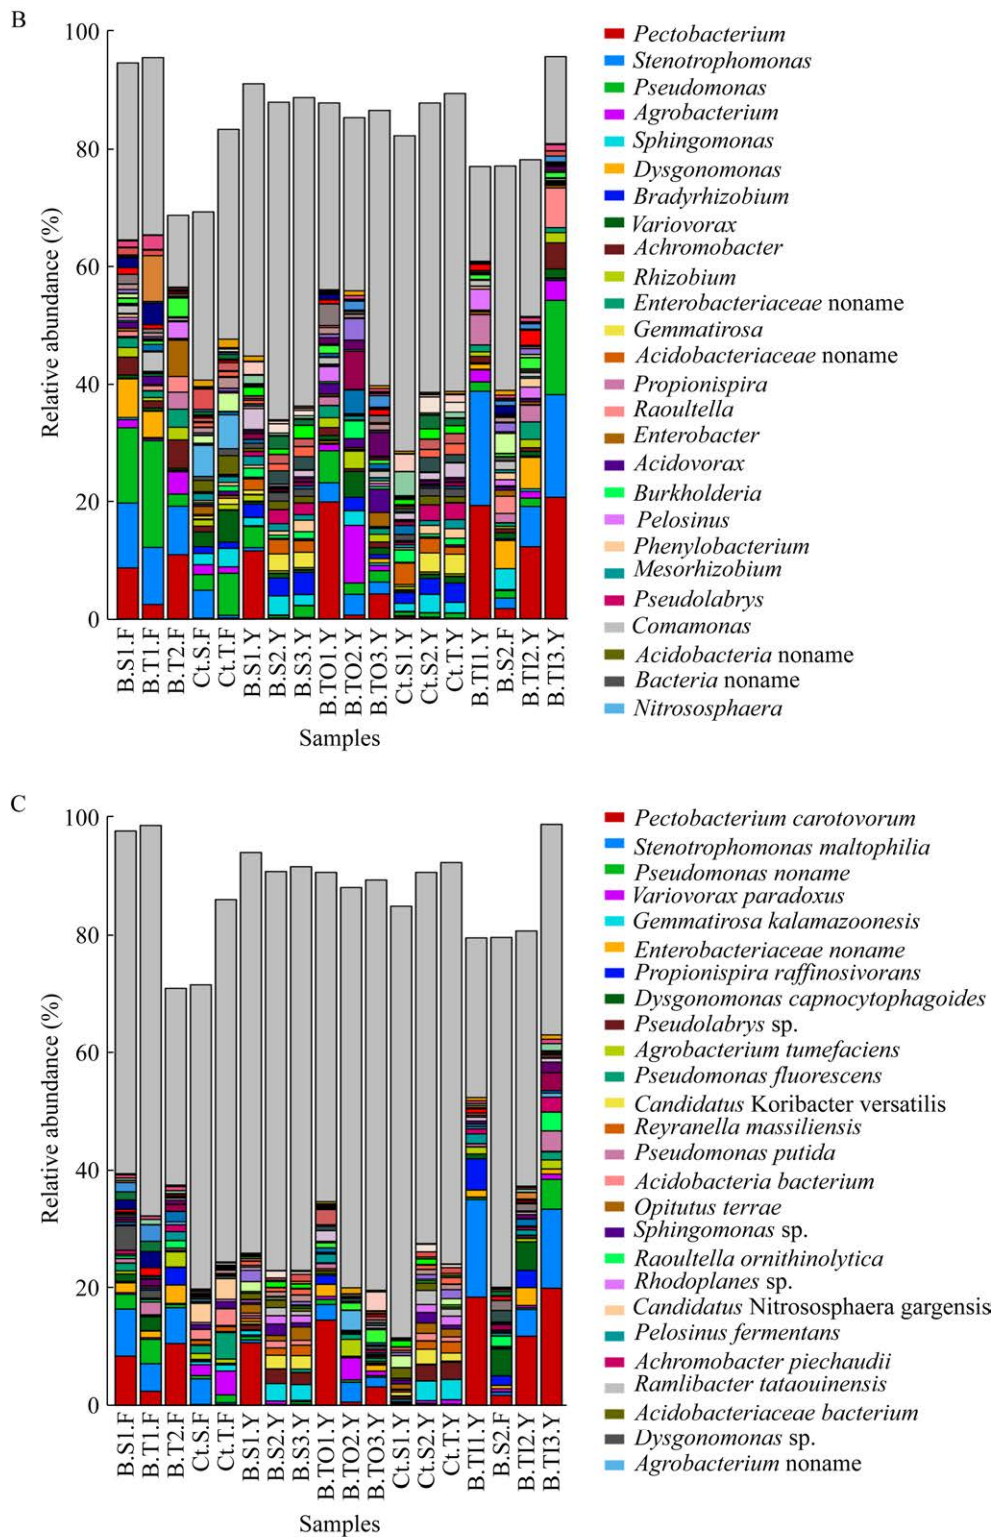 B
100
80
60
40
20
0
Relative abundance (%)
B.S1.F
B.T1.F
B.T2.F
Ct.S.F
Ct.T.F
B.S1.Y
B.S2.Y
B.S3.Y
B.TO1.Y
B.TO2.Y
B.TO3.Y
Ct.S1.Y
Ct.S2.Y
Ct.T.Y
B.TI1.Y
B.S2.F
B.TI2.Y
B.TI3.Y
Samples
Pectobacterium
Stenotrophomonas
Pseudomonas
Agrobacterium
Sphingomonas
Dysgonomonas
Bradyrhizobium
Variovorax
Achromobacter
Rhizobium
Enterobacteriaceae noname
Gemmatirosa
Acidobacteriaceae noname
Propionispira
Raoultella
Enterobacter
Acidovorax
Burkholderia
Pelosinus
Phenylobacterium
Mesorhizobium
Pseudolabrys
Comamonas
Acidobacteria noname
Bacteria noname
Nitrososphaera
C
100
80
60
40
20
0
Relative abundance (%)
B.S1.F
B.T1.F
B.T2.F
Ct.S.F
Ct.T.F
B.S1.Y
B.S2.Y
B.S3.Y
B.TO1.Y
B.TO2.Y
B.TO3.Y
Ct.S1.Y
Ct.S2.Y
Ct.T.Y
B.TI1.Y
B.S2.F
B.TI2.Y
B.TI3.Y
Samples
Pectobacterium carotovorum
Stenotrophomonas maltophilia
Pseudomonas noname
Variovorax paradoxus
Gemmatirosa kalamazoonesis
Enterobacteriaceae noname
Propionispira raffinosivorans
Dysgonomonas capnocytophagoides
Pseudolabrys sp.
Agrobacterium tumefaciens
Pseudomonas fluorescens
Candidatus Koribacter versatilis
Reyranella massiliensis
Pseudomonas putida
Acidobacteria bacterium
Opitutus terrae
Sphingomonas sp.
Raoultella ornithinolytica
Rhodoplanes sp.
Candidatus Nitrososphaera gargensis
Pelosinus fermentans
Achromobacter piechaudii
Ramlibacter tataouinensis
Acidobacteriaceae bacterium
Dysgonomonas sp.
Agrobacterium noname